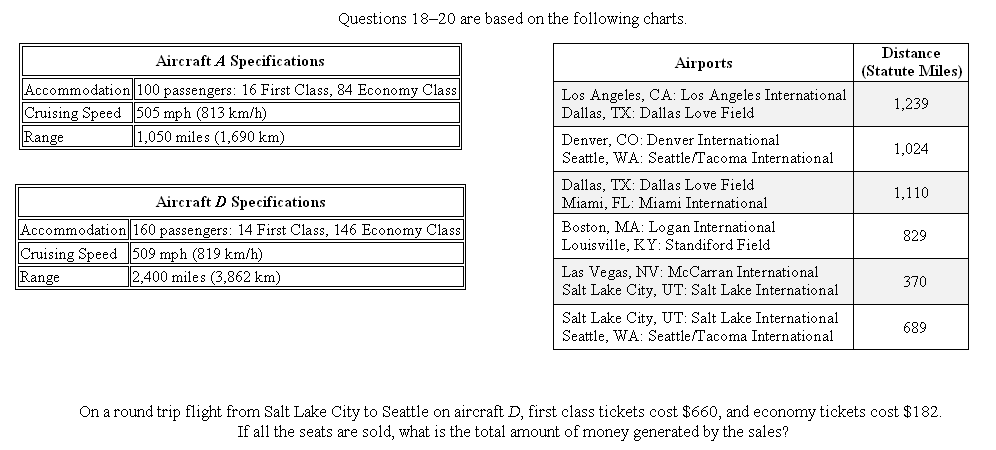 Questions 18–20 are based on the following charts.
Aircraft A Specifications
Accommodation 100 passengers: 16 First Class, 84 Economy Class
Cruising Speed 505 mph (813 km/h)
Range 1,050 miles (1,690 km)
Aircraft D Specifications
Accommodation 160 passengers: 14 First Class, 146 Economy Class
Cruising Speed 509 mph (819 km/h)
Range 2,400 miles (3,862 km)
Airports
Distance
(Statute Miles)
Los Angeles, CA: Los Angeles International
Dallas, TX: Dallas Love Field
1,239
Denver, CO: Denver International
Seattle, WA: Seattle/Tacoma International
1,024
Dallas, TX: Dallas Love Field
Miami, FL: Miami International
1,110
Boston, MA: Logan International
Louisville, KY: Standiford Field
829
Las Vegas, NV: McCarran International
Salt Lake City, UT: Salt Lake International
370
Salt Lake City, UT: Salt Lake International
Seattle, WA: Seattle/Tacoma International
689
On a round trip flight from Salt Lake City to Seattle on aircraft D, first class tickets cost $660, and economy tickets cost $182.
If all the seats are sold, what is the total amount of money generated by the sales?